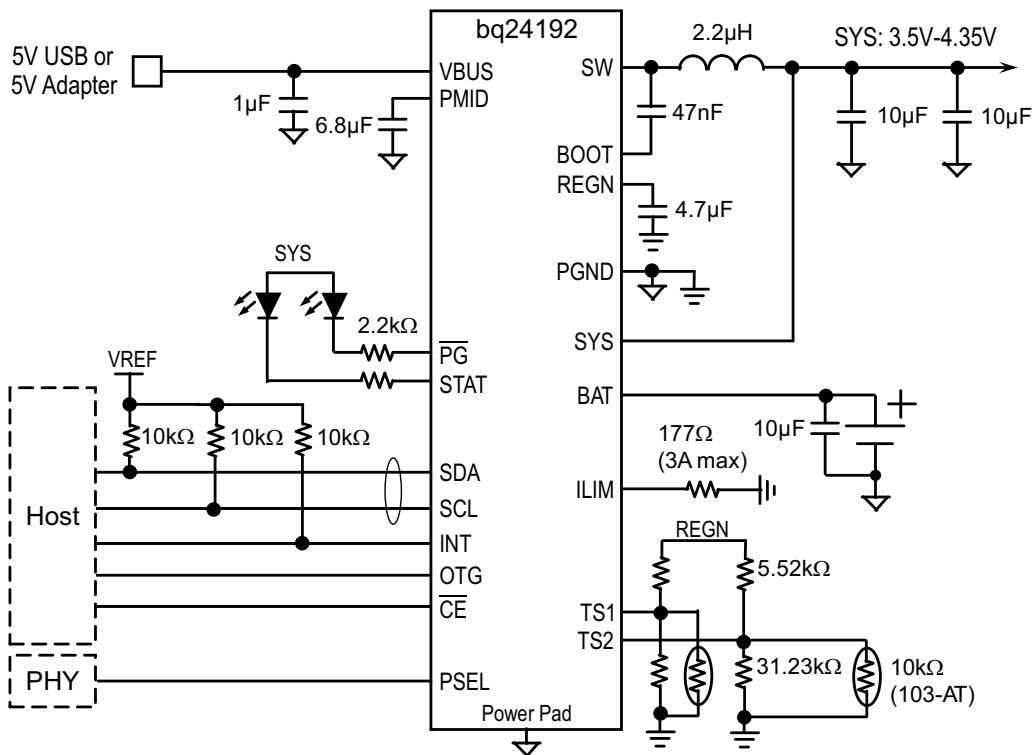 bq24192
5V USB or
5V Adapter
VBUS
PMID
1µF
6.8µF
SW
2.2µH
SYS: 3.5V-4.35V
47nF
10µF
10µF
BOOT
REGN
4.7µF
PGND
SYS
SYS
2.2kΩ
PG
STAT
VREF
10kΩ
10kΩ
10kΩ
BAT
10µF
+
177Ω
(3A max)
ILIM
Host
SDA
SCL
INT
OTG
CE
REGN
5.52kΩ
TS1
TS2
31.23kΩ
10kΩ
(103-AT)
PHY
PSEL
Power Pad